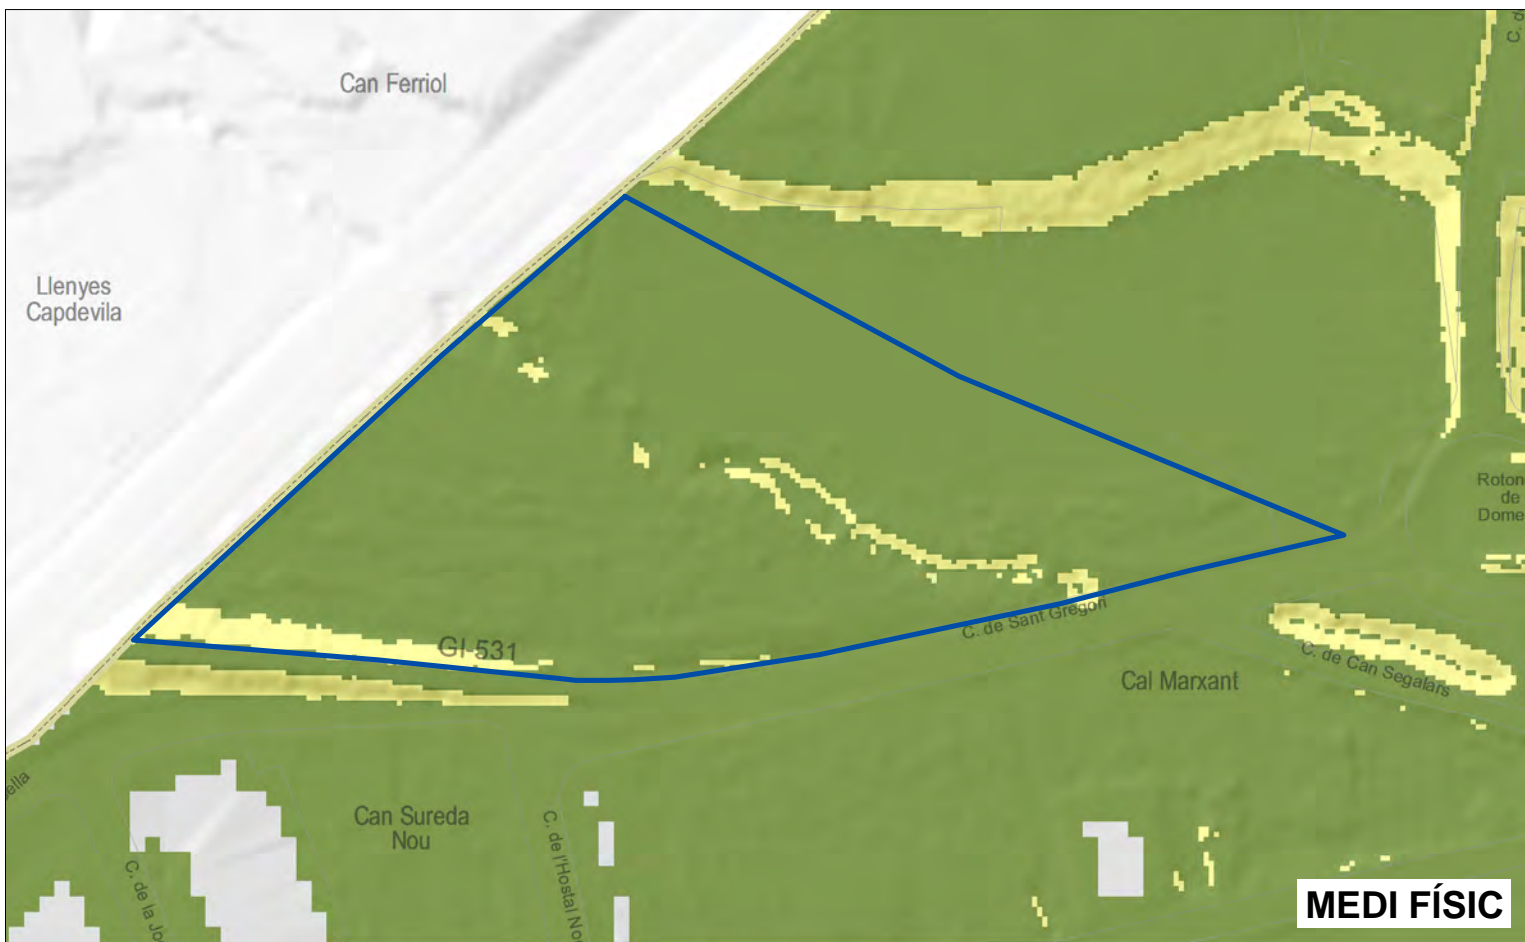 Can Ferriol
Llenyes
Capdevila
Roton
de
Dome
GI-531
C. de Sant Gregori
C. de Can Segalars
Cal Marxant
ella
Can Sureda
Nou
C. de la Jo
C. de l'Hostal No
C. d
MEDI FÍSIC